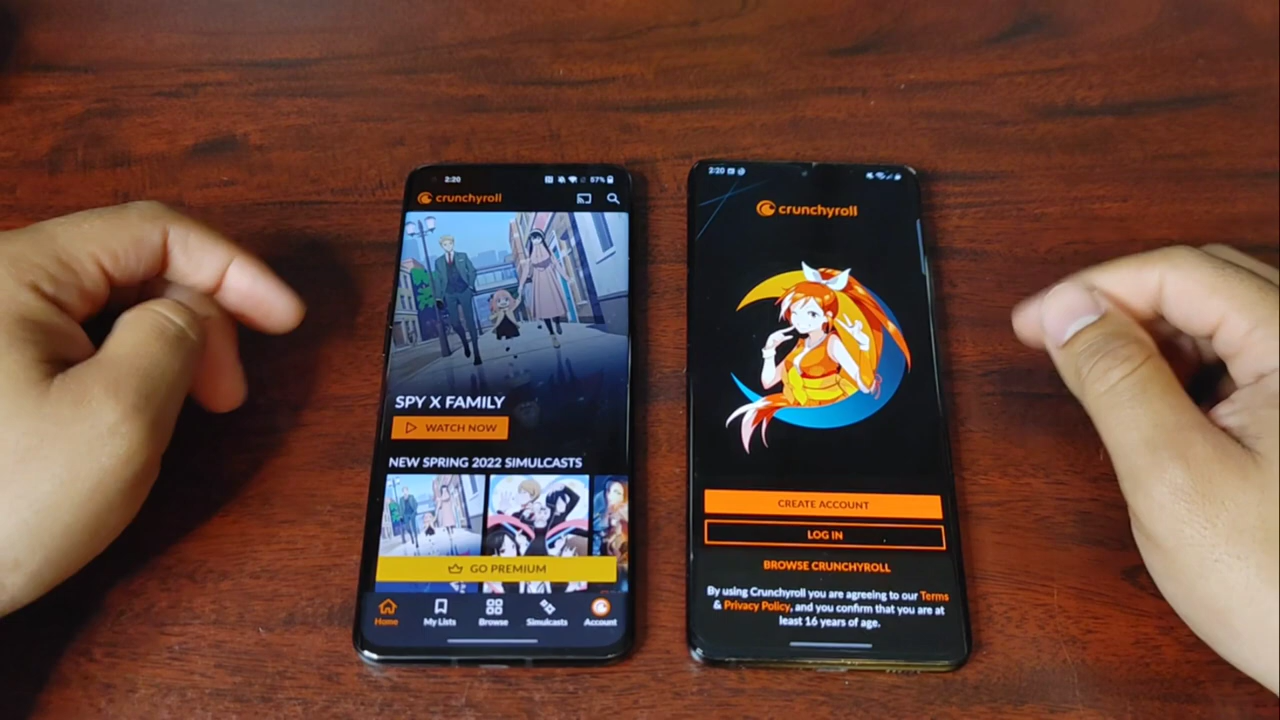 2:20
57%
crunchyroll
SPY X FAMILY
WATCH NOW
NEW SPRING 2022 SIMULCASTS
GO PREMIUM
Home
My Lists
Browse
Simulcasts
Account
2:20
crunchyroll
CREATE ACCOUNT
LOG IN
BROWSE CRUNCHYROLL
By using Crunchyroll you are agreeing to our Terms
& Privacy Policy, and you confirm that you are at
least 16 years of age.